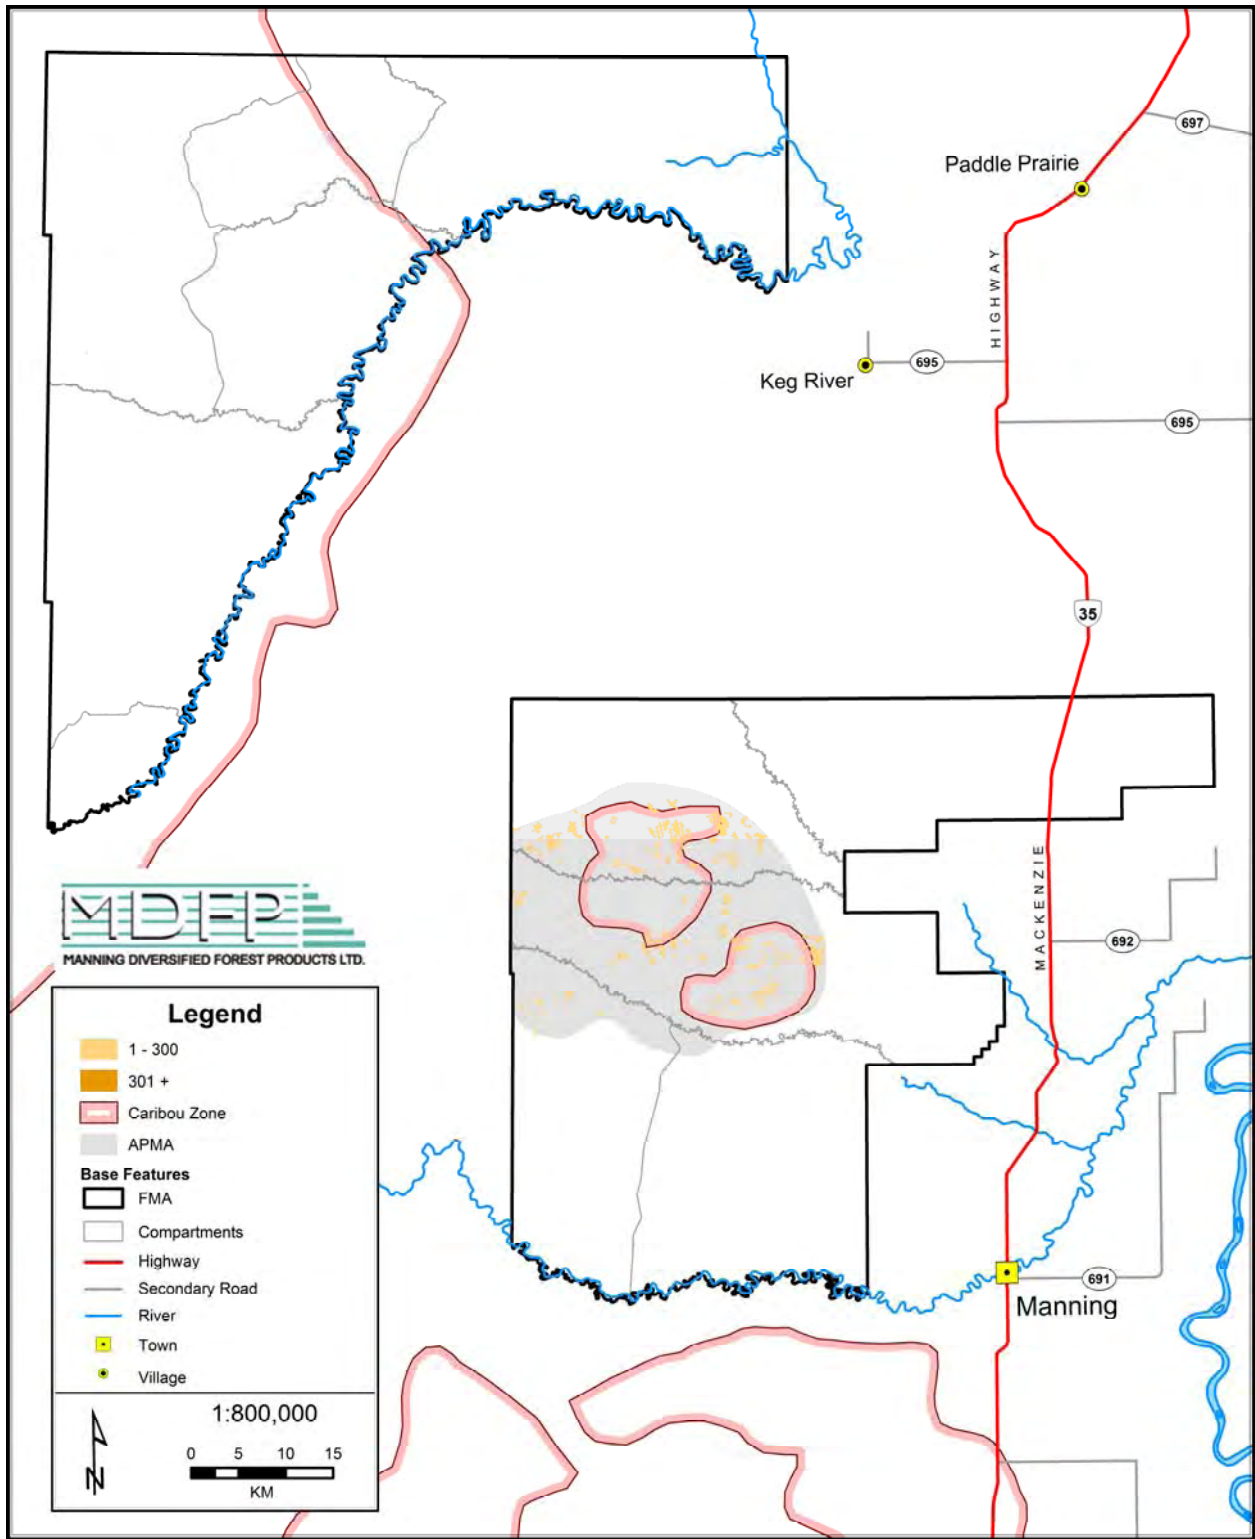 697
Paddle Prairie
HIGHWAY
695
Keg River
695
35
MACKENZIE
692
691
Manning
MDFP
MANNING DIVERSIFIED FOREST PRODUCTS LTD.
Legend
1 - 300
301 +
Caribou Zone
APMA
Base Features
FMA
Compartments
Highway
Secondary Road
River
Town
Village
1:800,000
0 5 10 15
KM
N